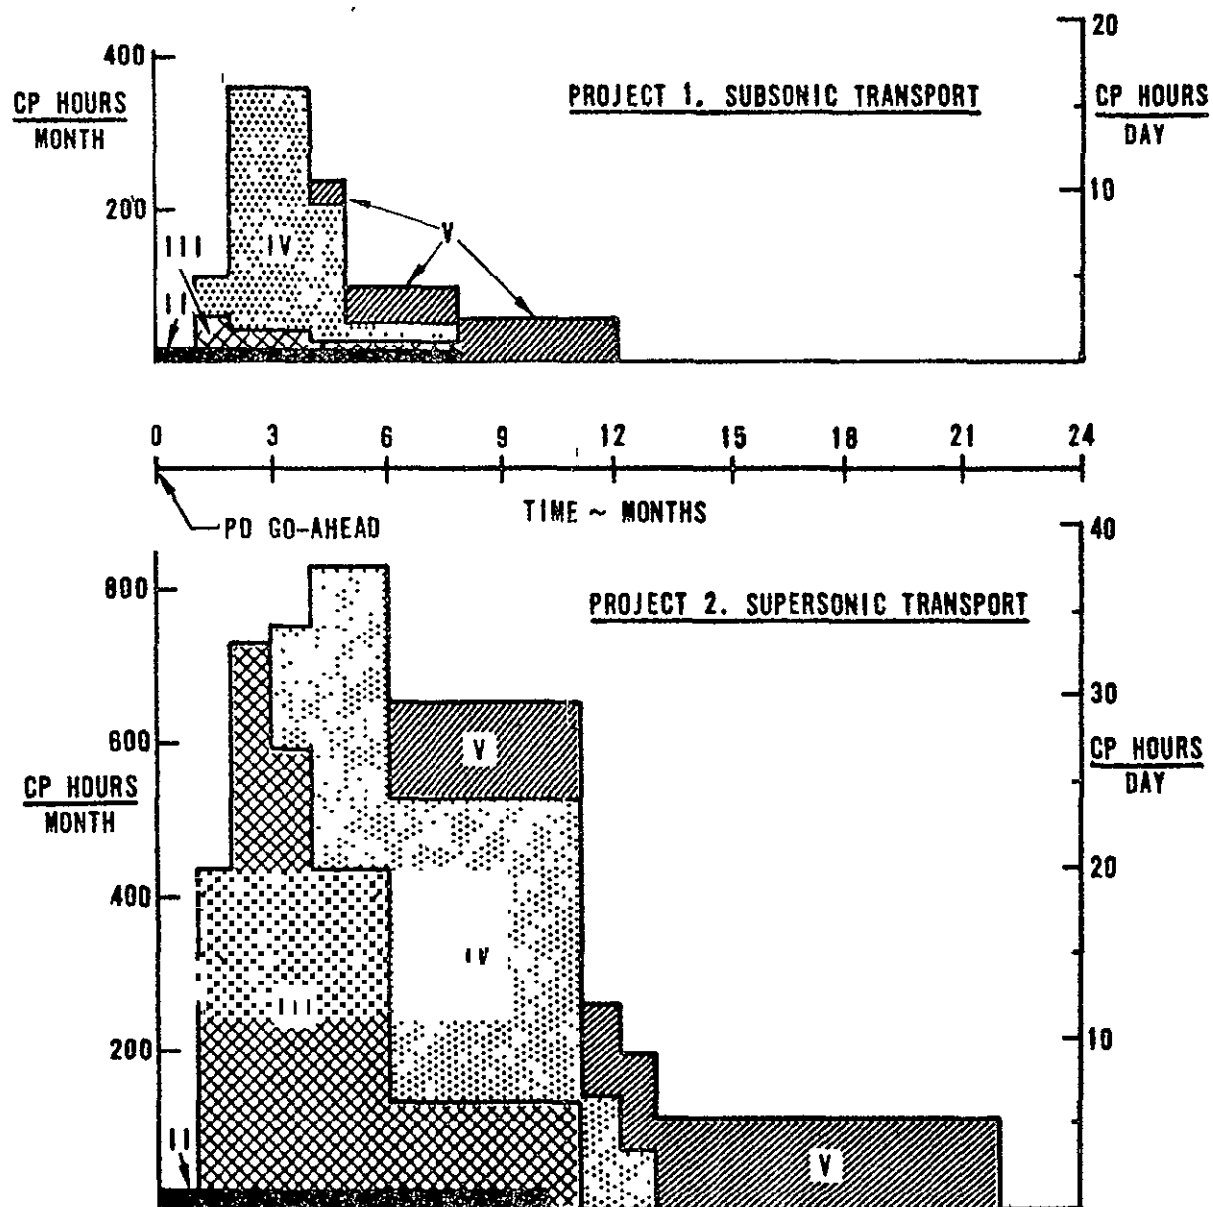 400
CP HOURS
MONTH
200
PROJECT 1. SUBSONIC TRANSPORT
20
CP HOURS
DAY
10
III
II
IV
V
0 3 6 9 12 15 18 21 24
TIME ~ MONTHS
PD GO-AHEAD
800
600
CP HOURS
MONTH
400
200
PROJECT 2. SUPERSONIC TRANSPORT
40
30
CP HOURS
DAY
20
10
V
IV
III
II
V